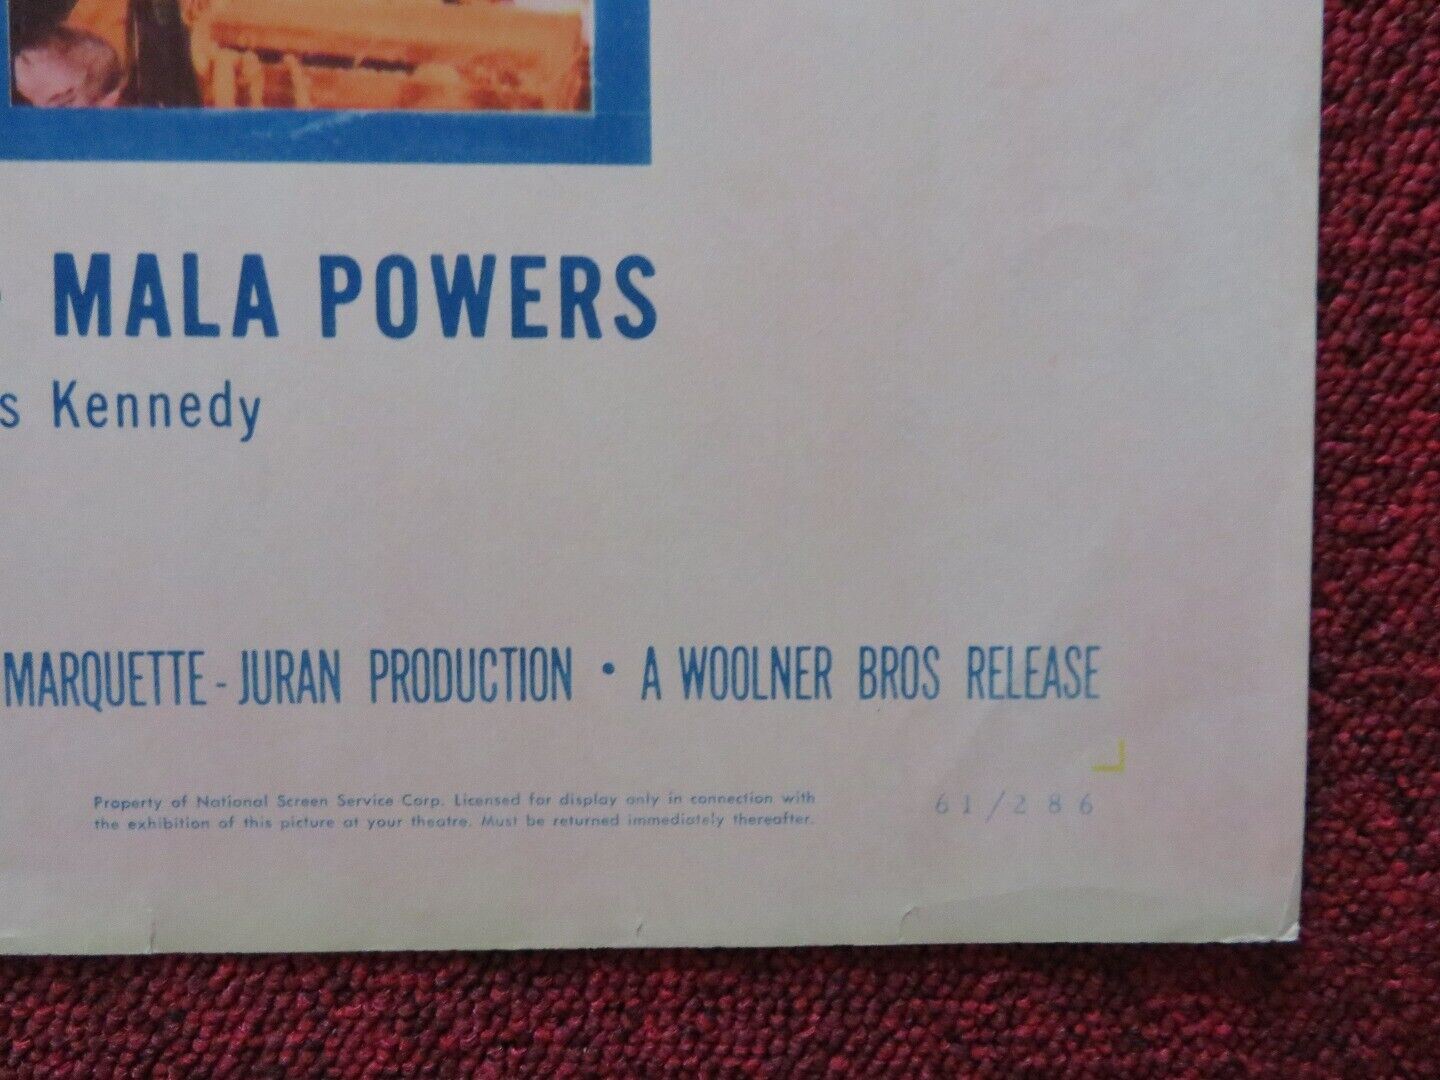 MALA POWERS
s Kennedy
MARQUETTE - JURAN PRODUCTION • A WOOLNER BROS RELEASE
Property of National Screen Service Corp. Licensed for display only in connection with
the exhibition of this picture at your theatre. Must be returned immediately thereafter.
61/286